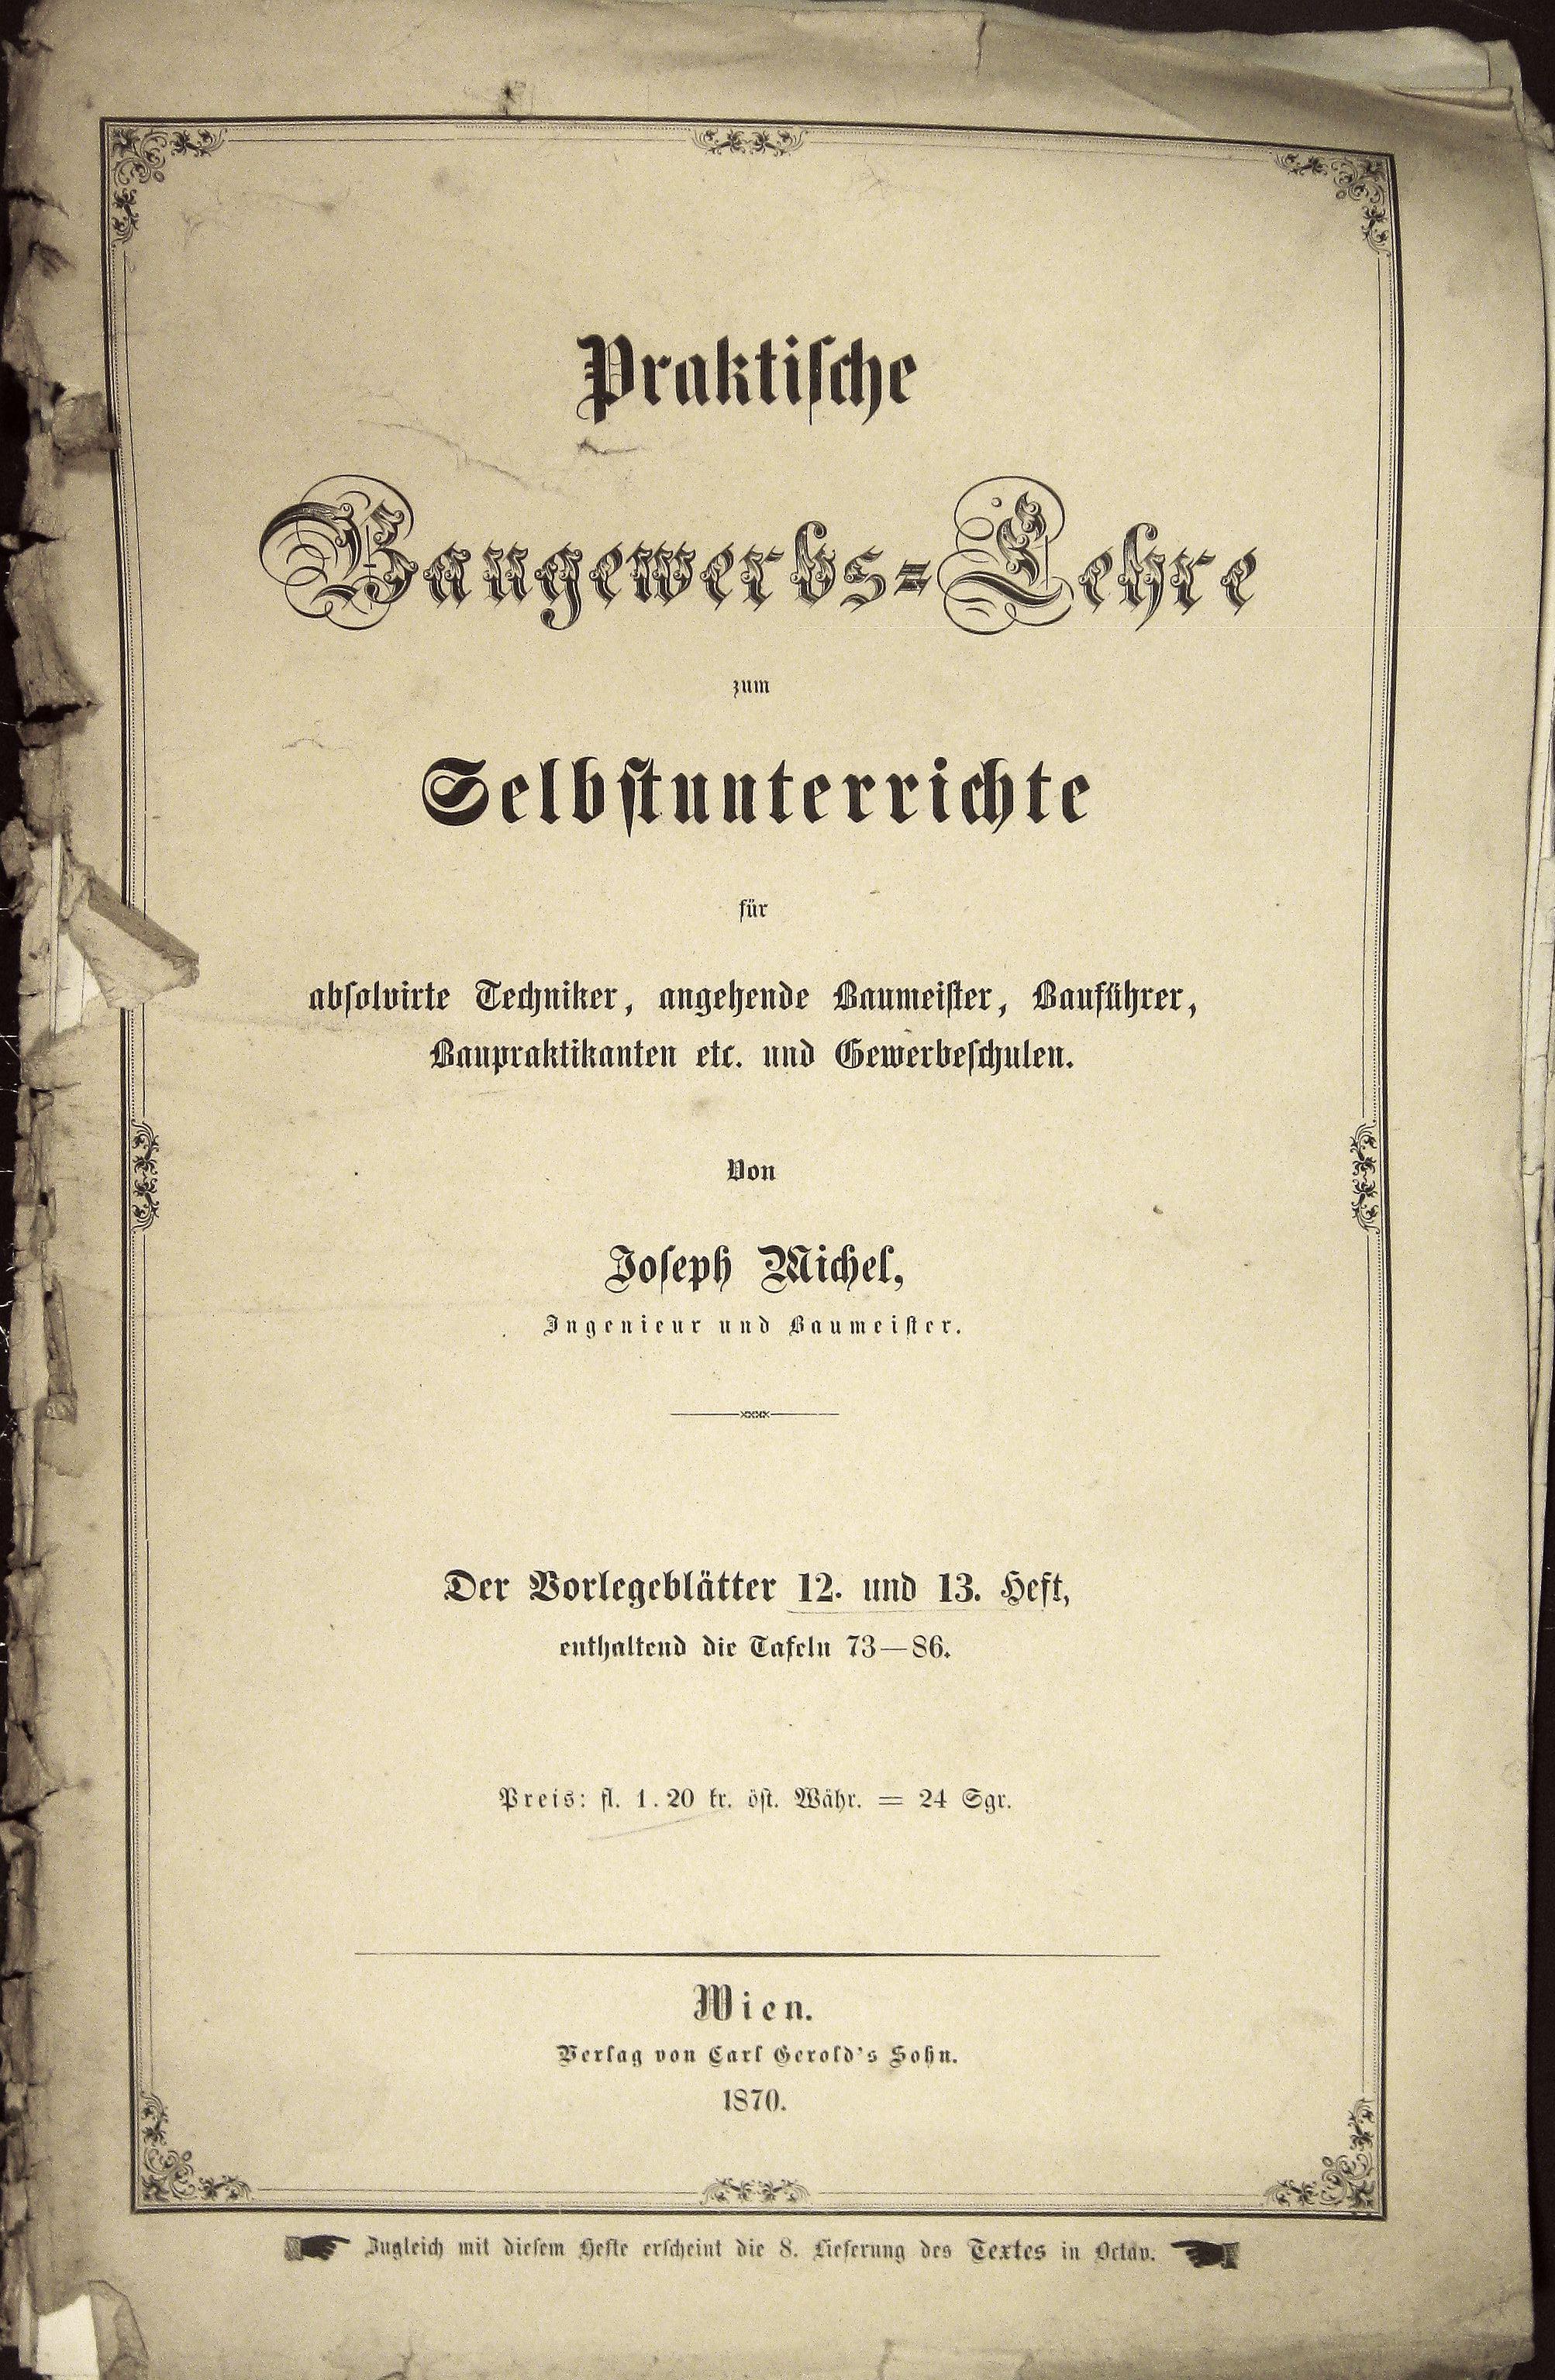 Praktische
Baugewerbs-Lehre
zum
Selbstunterrichte
für
absolvirte Techniker, angehende Baumeister, Bauführer,
Baupraktikanten etc. und Gewerbeschulen.
Von
Joseph Michel,
Ingenieur und Baumeister.
Der Vorlegeblätter 12. und 13. Heft,
enthaltend die Tafeln 73—86.
Preis: fl. 1.20 kr. öst. Währ. = 24 Sgr.
Wien.
Verlag von Carl Gerold's Sohn.
1870.
Zugleich mit diesem Hefte erscheint die 8. Lieferung des Textes in Octav.